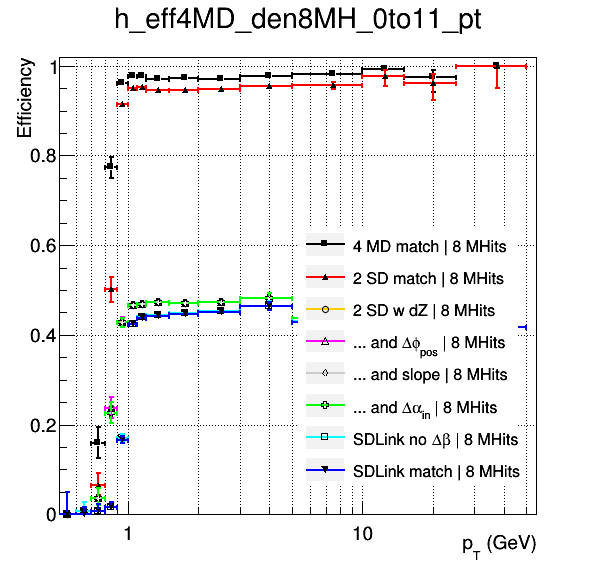 h_eff4MD_den8MH_0to11_pt
Efficiency
1
0.8
0.6
0.4
0.2
0
4 MD match | 8 MHits
2 SD match | 8 MHits
2 SD w dZ | 8 MHits
... and Δϕpos | 8 MHits
... and slope | 8 MHits
... and Δαin | 8 MHits
SDLink no Δβ | 8 MHits
SDLink match | 8 MHits
1 10
pT (GeV)